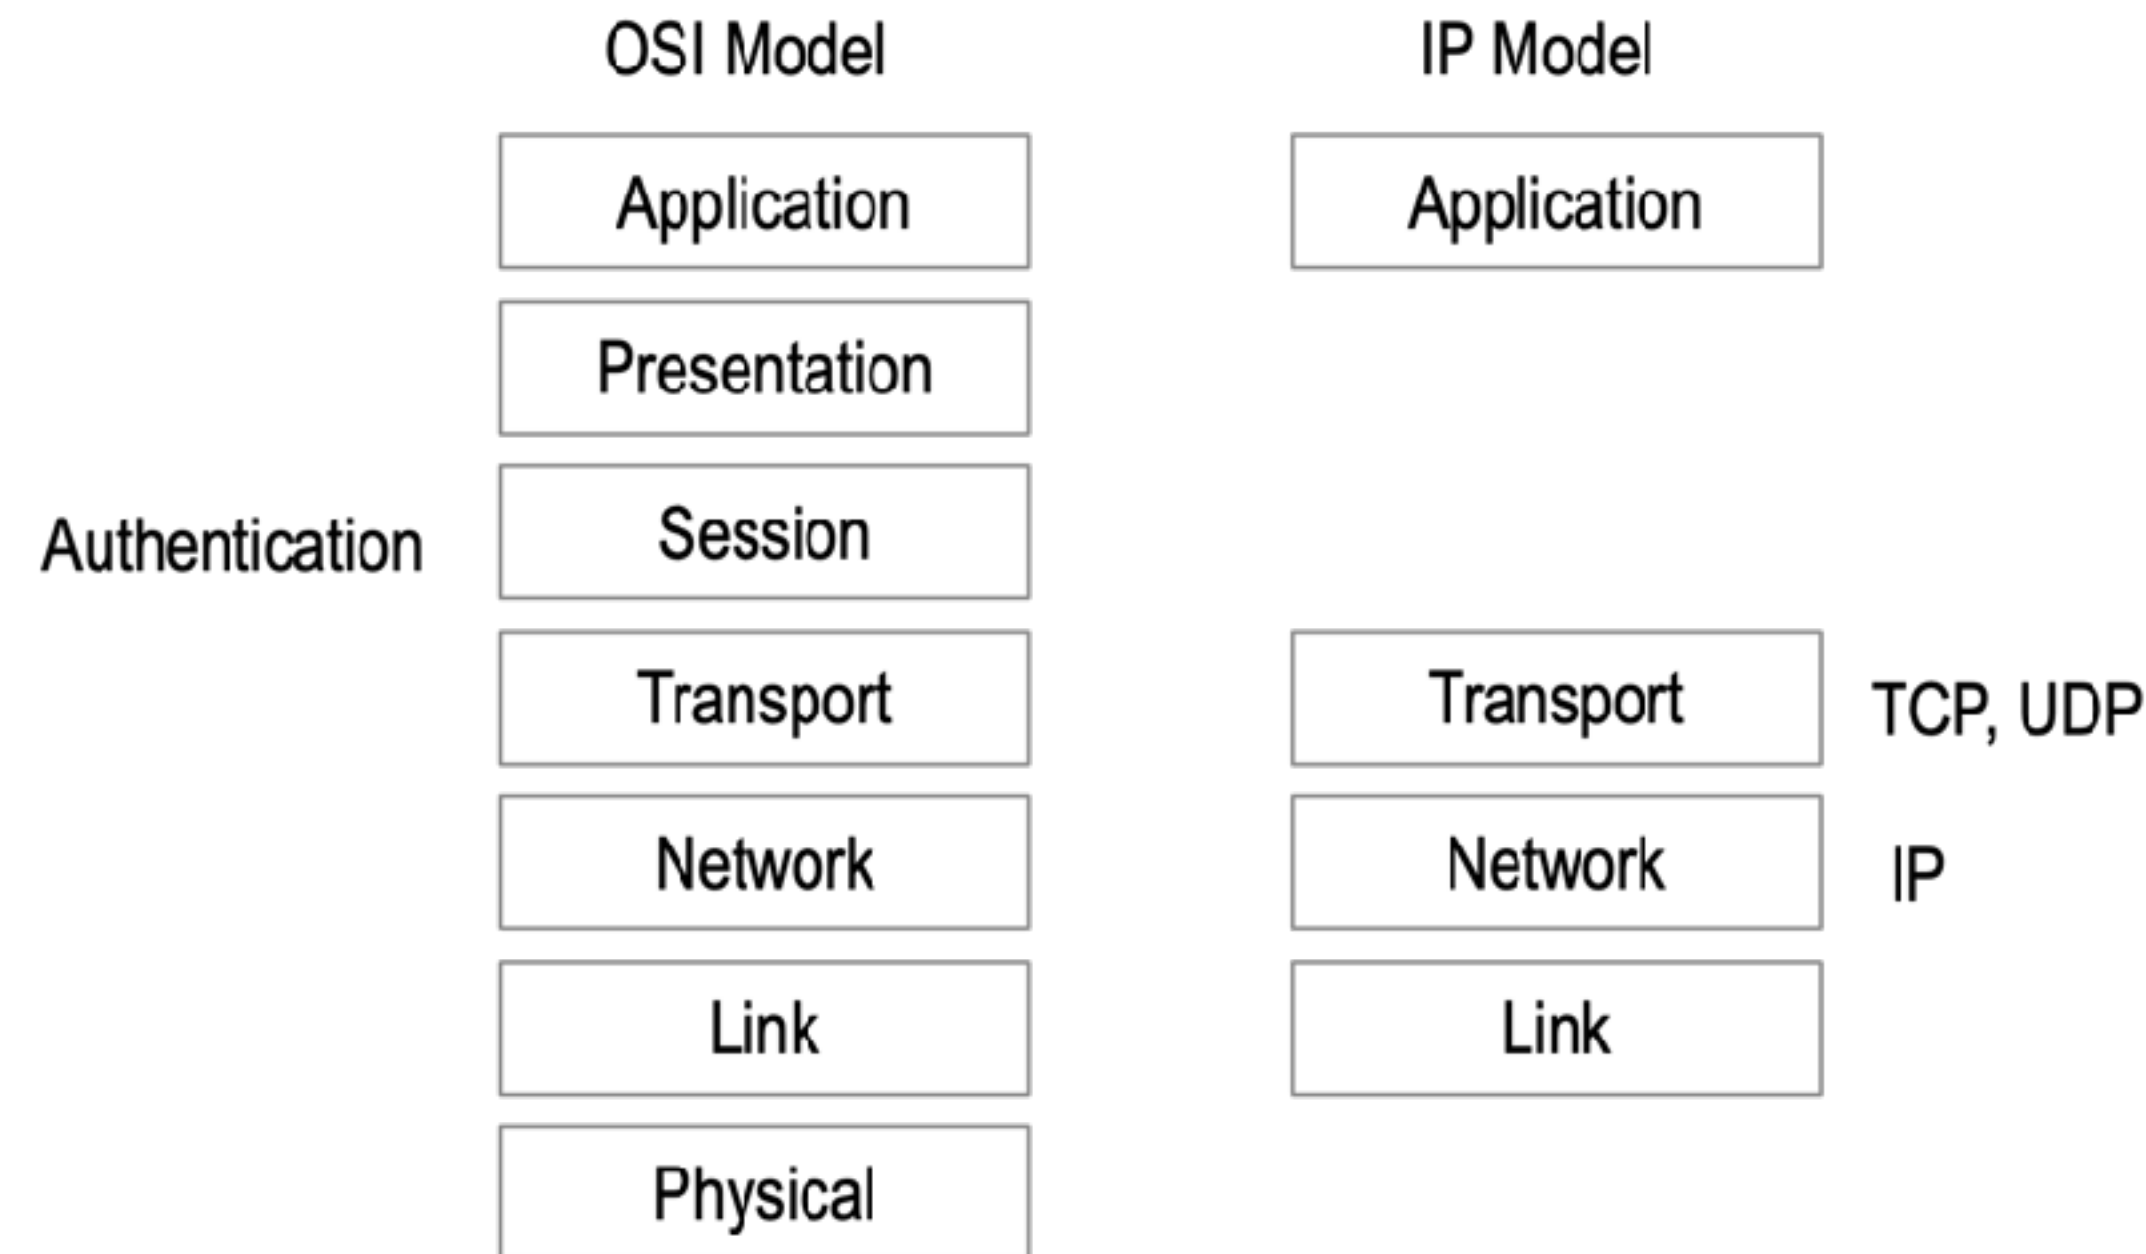 OSI Model IP Model
Application Application
Presentation
Authentication Session
Transport Transport TCP, UDP
Network Network IP
Link Link
Physical